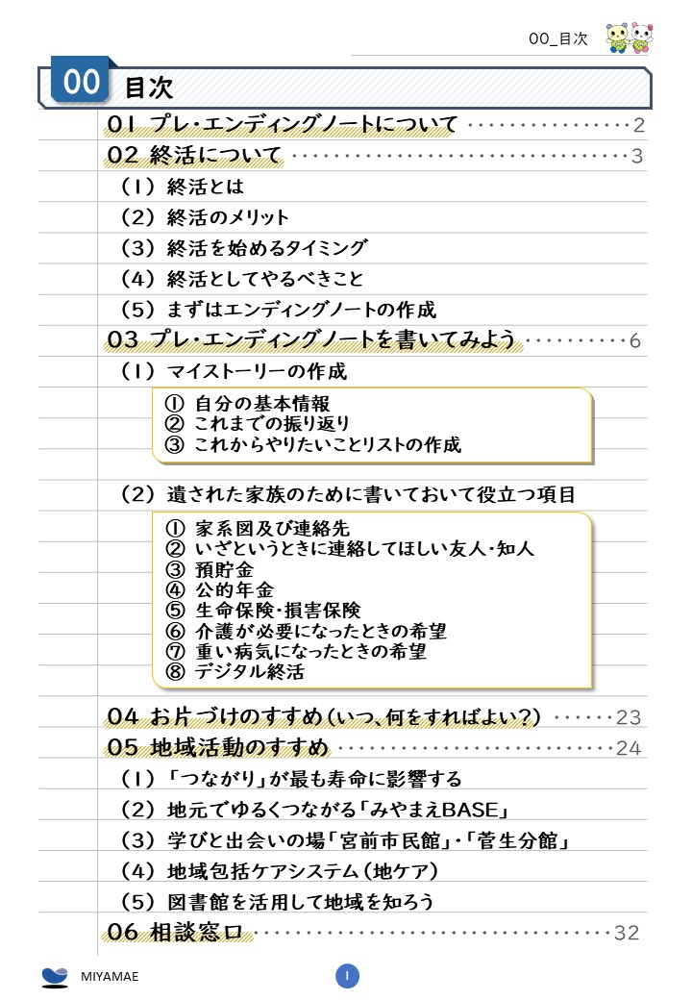 00_目次
00 目次
01 プレ・エンディングノートについて ················2
02 終活について ··································3
（1）終活とは
（2）終活のメリット
（3）終活を始めるタイミング
（4）終活としてやるべきこと
（5）まずはエンディングノートの作成
03 プレ・エンディングノートを書いてみよう ··········6
（1）マイストーリーの作成
① 自分の基本情報
② これまでの振り返り
③ これからやりたいことリストの作成
（2）遺された家族のために書いておいて役立つ項目
① 家系図及び連絡先
② いざというときに連絡してほしい友人・知人
③ 預貯金
④ 公的年金
⑤ 生命保険・損害保険
⑥ 介護が必要になったときの希望
⑦ 重い病気になったときの希望
⑧ デジタル終活
04 お片づけのすすめ（いつ、何をすればよい？） ······23
05 地域活動のすすめ ····························24
（1）「つながり」が最も寿命に影響する
（2）地元でゆるくつながる「みやまえBASE」
（3）学びと出会いの場「宮前市民館」・「菅生分館」
（4）地域包括ケアシステム（地ケア）
（5）図書館を活用して地域を知ろう
06 相談窓口 ····································32
MIYAMAE
1